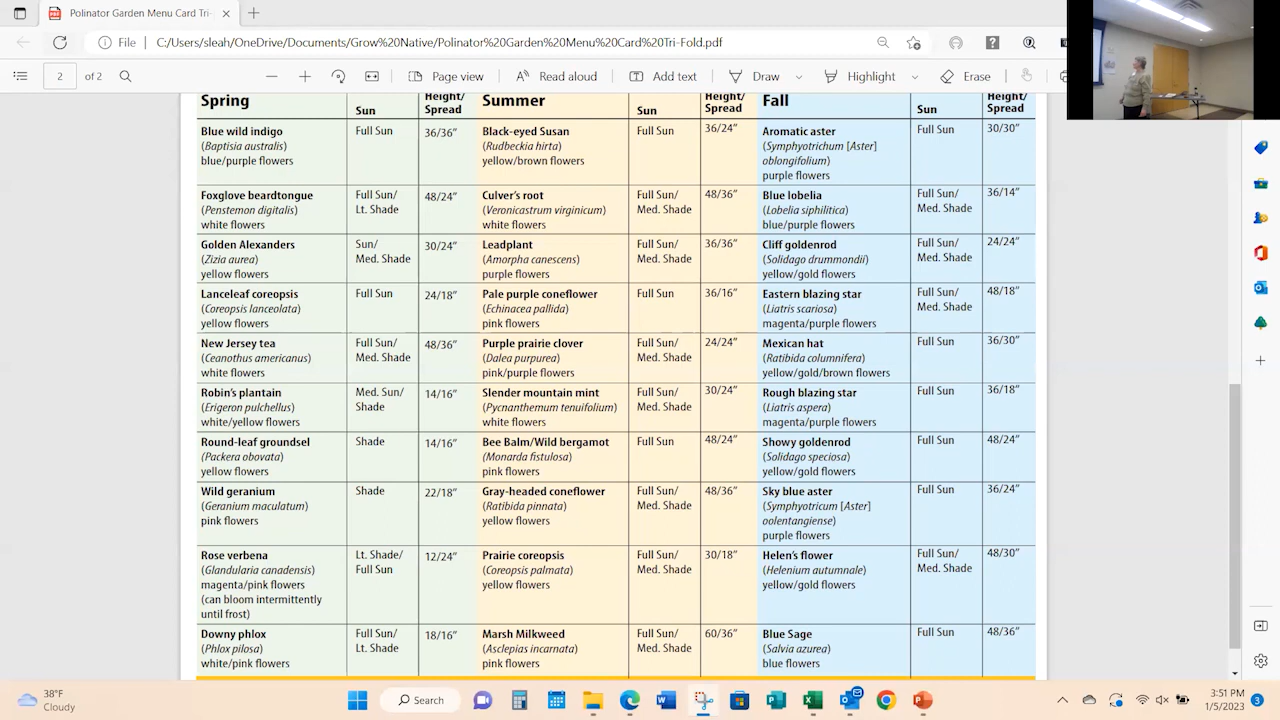 Polinator Garden Menu Card Tri-
File C:/Users/sleah/OneDrive/Documents/Grow%20Native/Polinator%20Garden%20Menu%20Card%20Tri-Fold.pdf
2 of 2 Page view Read aloud Add text Draw Highlight Erase
Spring Sun Height/ Spread Summer Sun Height/ Spread Fall Sun Height/ Spread
Blue wild indigo Full Sun 36/36″ Black-eyed Susan Full Sun 36/24″ Aromatic aster Full Sun 30/30″
(Baptisia australis) (Rudbeckia hirta) (Symphyotrichum [Aster]
blue/purple flowers yellow/brown flowers oblongifolium)
purple flowers
Foxglove beardtongue Full Sun/ 48/24″ Culver's root Full Sun/ 48/36″ Blue lobelia Full Sun/ 36/14″
(Penstemon digitalis) Lt. Shade (Veronicastrum virginicum) Med. Shade (Lobelia siphilitica) Med. Shade
white flowers white flowers blue/purple flowers
Golden Alexanders Sun/ 30/24″ Leadplant Full Sun/ 36/36″ Cliff goldenrod Full Sun/ 24/24″
(Zizia aurea) Med. Shade (Amorpha canescens) Med. Shade (Solidago drummondii) Med. Shade
yellow flowers purple flowers yellow/gold flowers
Lanceleaf coreopsis Full Sun 24/18″ Pale purple coneflower Full Sun 36/16″ Eastern blazing star Full Sun/ 48/18″
(Coreopsis lanceolata) (Echinacea pallida) (Liatris scariosa) Med. Shade
yellow flowers pink flowers magenta/purple flowers
New Jersey tea Full Sun/ 48/36″ Purple prairie clover Full Sun/ 24/24″ Mexican hat Full Sun 36/30″
(Ceanothus americanus) Med. Shade (Dalea purpurea) Med. Shade (Ratibida columnifera)
white flowers pink/purple flowers yellow/gold/brown flowers
Robin's plantain Med. Sun/ 14/16″ Slender mountain mint Full Sun/ 30/24″ Rough blazing star Full Sun 36/18″
(Erigeron pulchellus) Shade (Pycnanthemum tenuifolium) Med. Shade (Liatris aspera)
white/yellow flowers white flowers magenta/purple flowers
Round-leaf groundsel Shade 14/16″ Bee Balm/Wild bergamot Full Sun 48/24″ Showy goldenrod Full Sun 48/24″
(Packera obovata) (Monarda fistulosa) (Solidago speciosa)
yellow flowers pink flowers yellow/gold flowers
Wild geranium Shade 22/18″ Gray-headed coneflower Full Sun/ 48/36″ Sky blue aster Full Sun 36/24″
(Geranium maculatum) (Ratibida pinnata) Med. Shade (Symphyotricum [Aster]
pink flowers yellow flowers oolentangiense)
purple flowers
Rose verbena Lt. Shade/ 12/24″ Prairie coreopsis Full Sun/ 30/18″ Helen's flower Full Sun/ 48/30″
(Glandularia canadensis) Full Sun (Coreopsis palmata) Med. Shade (Helenium autumnale) Med. Shade
magenta/pink flowers yellow flowers yellow/gold flowers
(can bloom intermittently
until frost)
Downy phlox Full Sun/ 18/16″ Marsh Milkweed Full Sun/ 60/36″ Blue Sage Full Sun 48/36″
(Phlox pilosa) Lt. Shade (Asclepias incarnata) Med. Shade (Salvia azurea)
white/pink flowers pink flowers blue flowers
38°F
Cloudy
Search
3:51 PM
1/5/2023
3